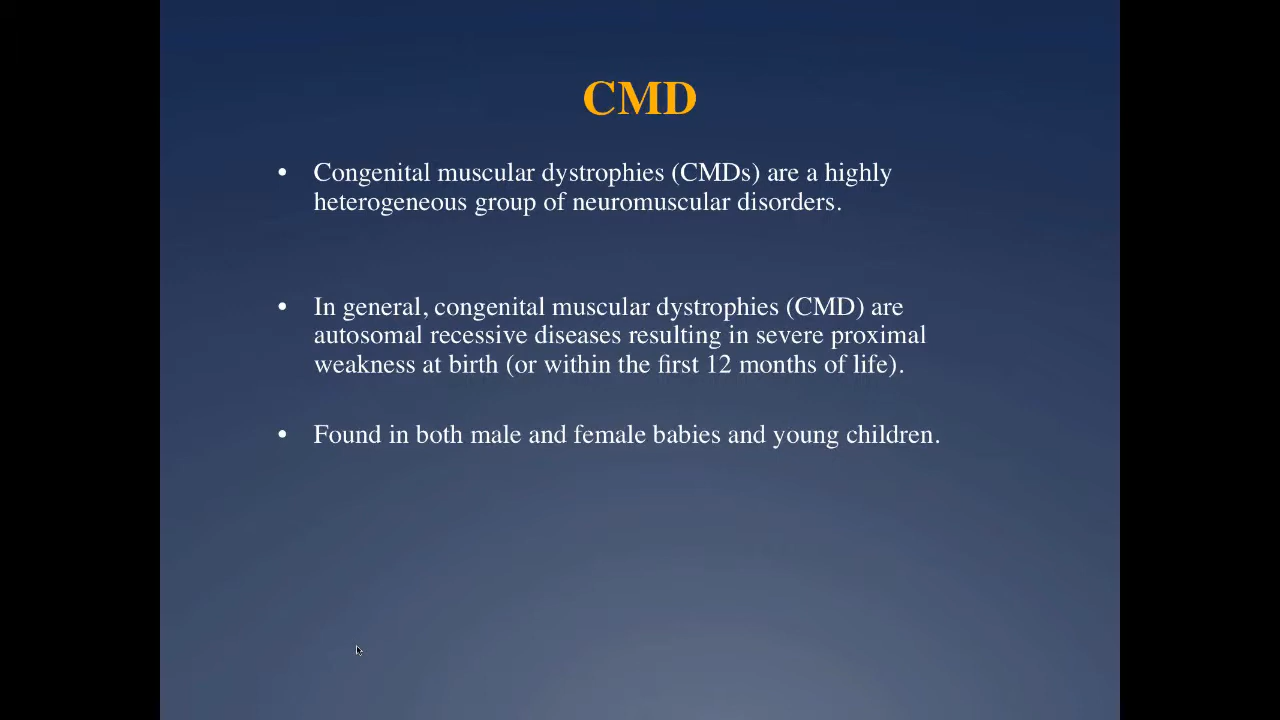 CMD
• Congenital muscular dystrophies (CMDs) are a highly
heterogeneous group of neuromuscular disorders.
• In general, congenital muscular dystrophies (CMD) are
autosomal recessive diseases resulting in severe proximal
weakness at birth (or within the first 12 months of life).
• Found in both male and female babies and young children.